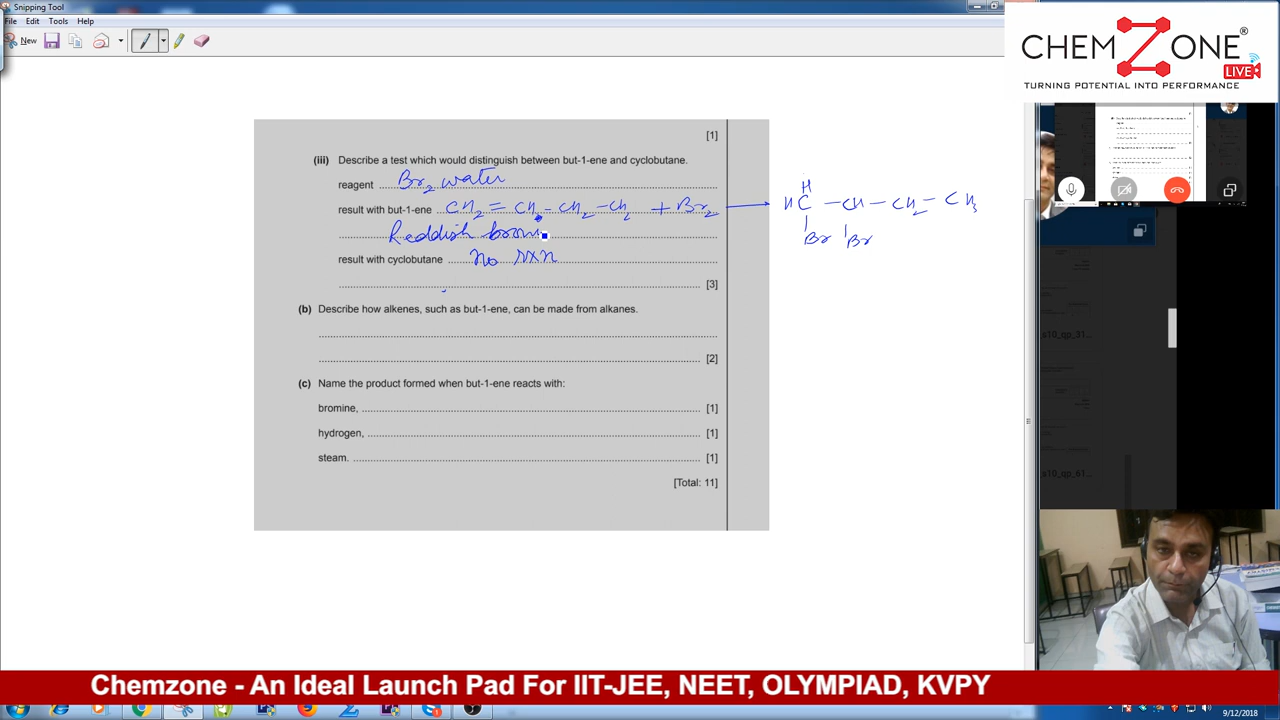 Snipping Tool
File Edit Tools Help
New
CHEMZONE®
LIVE
TURNING POTENTIAL INTO PERFORMANCE
[1]
(iii) Describe a test which would distinguish between but-1-ene and cyclobutane.
reagent Br2 water
result with but-1-ene CH2 – CH – CH2 – CH + Br2 → H C – CH – CH2 – CH3
H
Br Br
Reddish brown
result with cyclobutane no rxn
[3]
(b) Describe how alkenes, such as but-1-ene, can be made from alkanes.
[2]
(c) Name the product formed when but-1-ene reacts with:
bromine, [1]
hydrogen, [1]
steam. [1]
[Total: 11]
_s10_qp_31...
_s10_qp_61...
Chemzone - An Ideal Launch Pad For IIT-JEE, NEET, OLYMPIAD, KVPY
9/12/2018